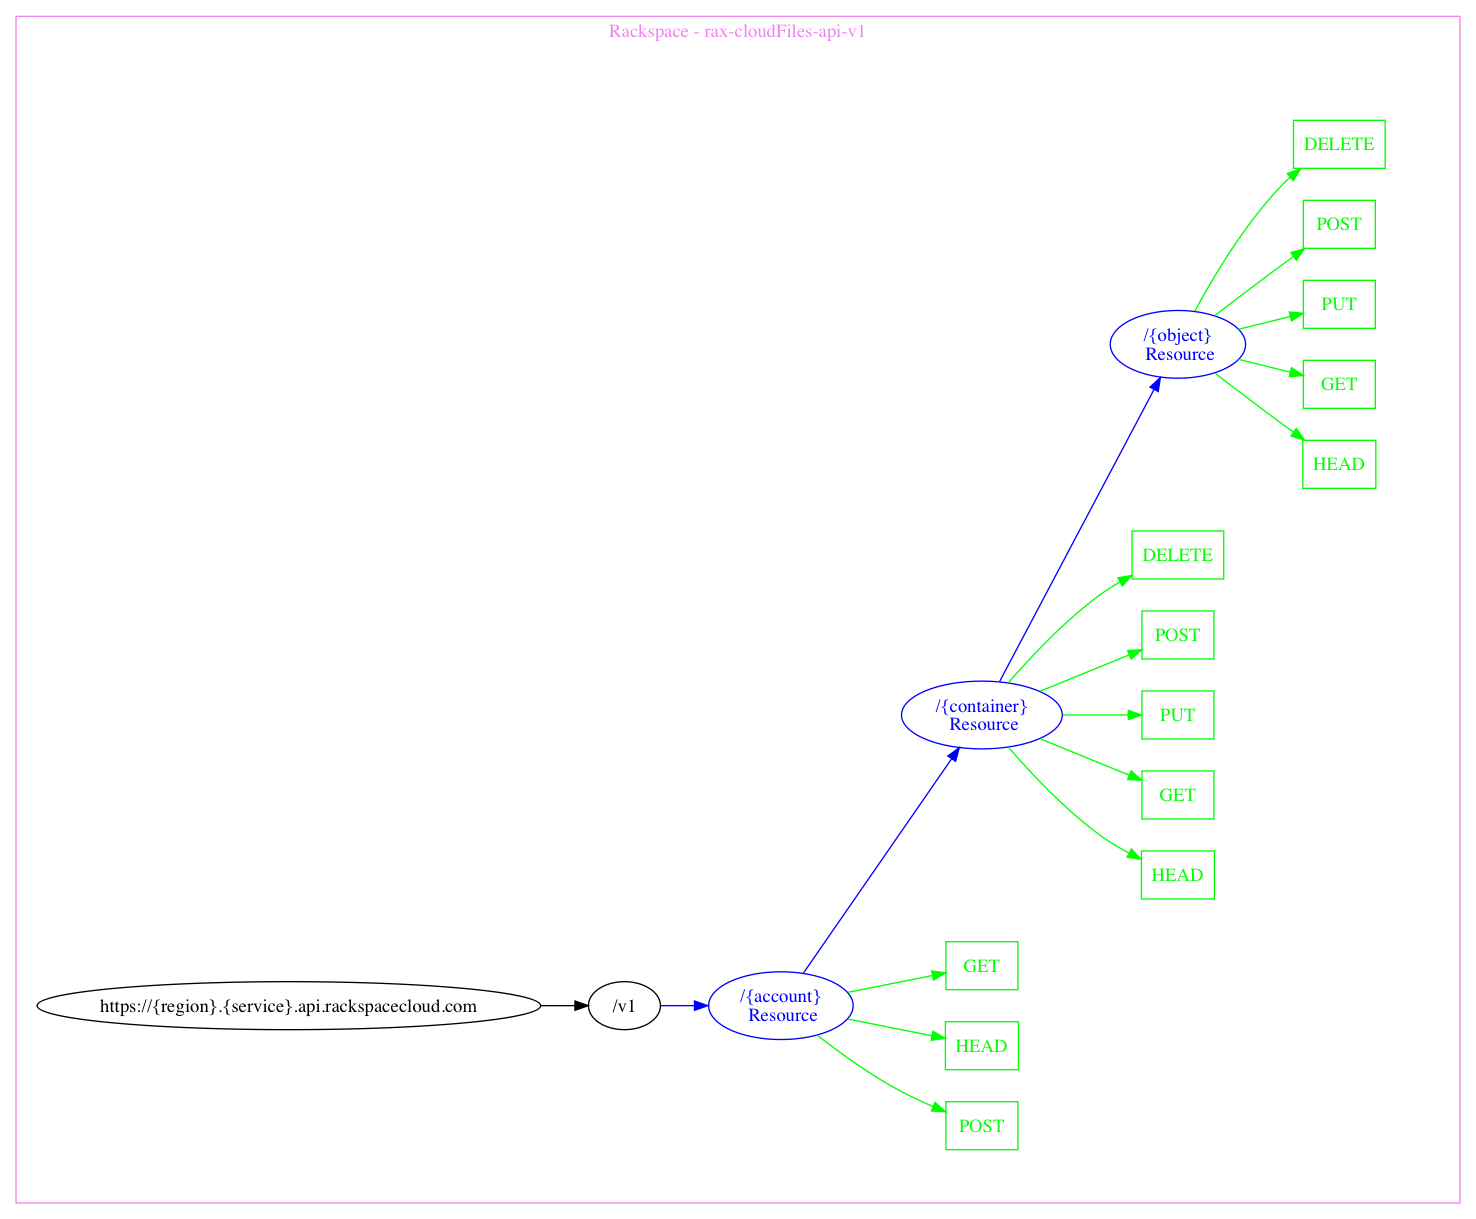 Rackspace - rax-cloudFiles-api-v1
DELETE
POST
PUT
/{object}
Resource
GET
HEAD
DELETE
POST
/{container}
Resource
PUT
GET
HEAD
GET
https://{region}.{service}.api.rackspacecloud.com
/v1
/{account}
Resource
HEAD
POST